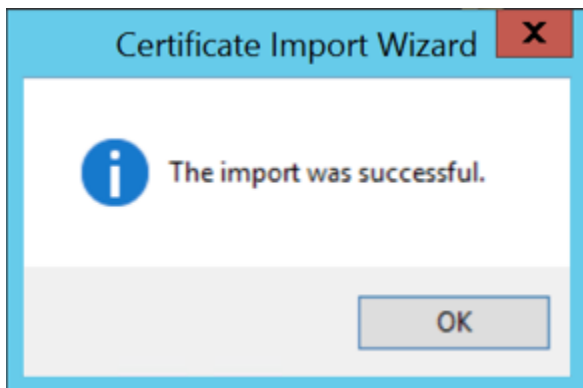 Certificate Import Wizard
X
The import was successful.
OK